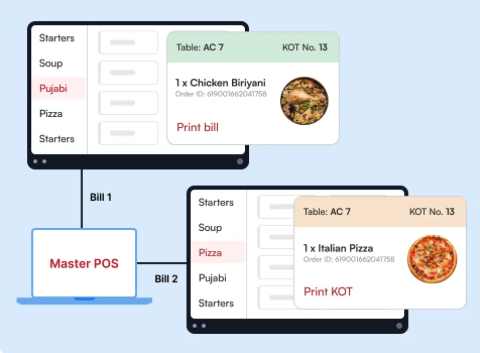 Starters
Soup
Pujabi
Pizza
Starters
Table: AC 7 KOT No. 13
1 x Chicken Biriyani
Order ID: 619001662041758
Print bill
Bill 1
Master POS
Bill 2
Starters
Soup
Pizza
Pujabi
Starters
Table: AC 7 KOT No. 13
1 x Italian Pizza
Order ID: 619001662041758
Print KOT